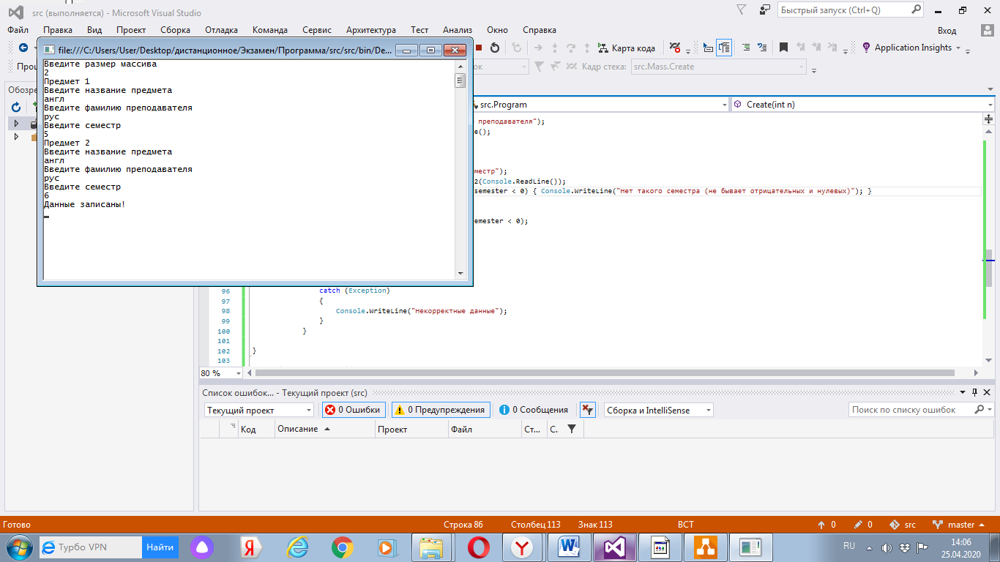 src (выполняется) - Microsoft Visual Studio
Быстрый запуск (Ctrl+Q)
Файл Правка Вид Проект Сборка Отладка Команда Сервис Архитектура Тест Анализ Окно Справка
Вход
file:///C:/Users/User/Desktop/дистанционное/Экзамен/Программа/src/src/bin/De...
Карта кода
Application Insights
Кадр стека:
src.Mass.Create
Введите размер массива
2
Предмет 1
Введите название предмета
англ
Введите фамилию преподавателя
рус
Введите семестр
5
Предмет 2
Введите название предмета
англ
Введите фамилию преподавателя
рус
Введите семестр
6
Данные записаны!
src.Program
Create(int n)
преподавателя");
e();
местр");
2(Console.ReadLine());
semester < 0) { Console.WriteLine("Нет такого семестра (не бывает отрицательных и нулевых)"); }
emester < 0);
96 catch (Exception)
97 {
98 Console.WriteLine("Некорректные данные");
99 }
100 }
101
102 }
103
80 %
Список ошибок... - Текущий проект (src)
Текущий проект
0 Ошибки
0 Предупреждения
0 Сообщения
Сборка и IntelliSense
Поиск по списку ошибок
Код Описание Проект Файл Ст... С.
Готово
Строка 86 Столбец 113 Знак 113 ВСТ
0 0 src master
Турбо VPN
Найти
RU
14:06
25.04.2020